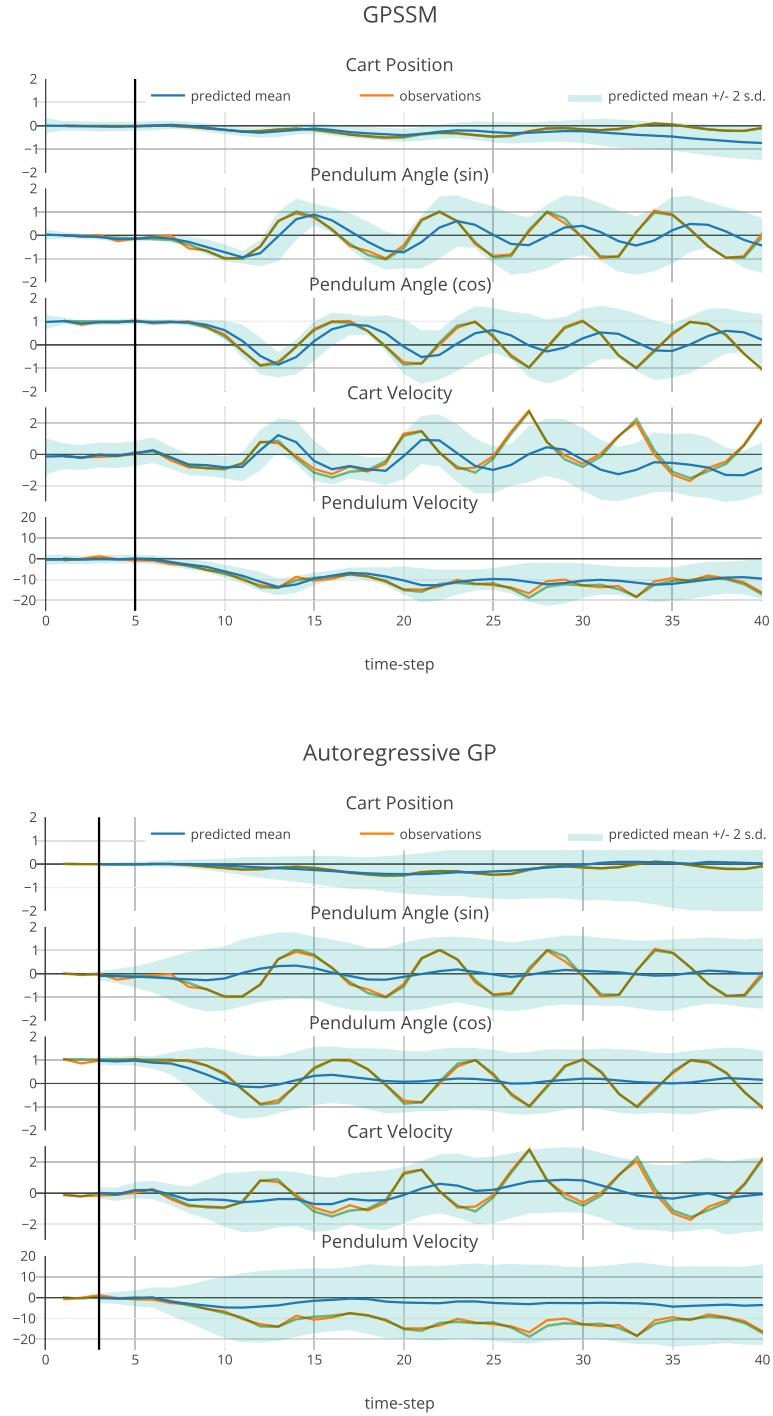 GPSSM
Cart Position
predicted mean observations predicted mean +/- 2 s.d.
2
1
0
−1
−2
Pendulum Angle (sin)
2
1
0
−1
−2
Pendulum Angle (cos)
2
1
0
−1
−2
Cart Velocity
2
0
−2
Pendulum Velocity
20
10
0
−10
−20
0 5 10 15 20 25 30 35 40
time-step
Autoregressive GP
Cart Position
predicted mean observations predicted mean +/- 2 s.d.
2
1
0
−1
−2
Pendulum Angle (sin)
2
1
0
−1
−2
Pendulum Angle (cos)
2
1
0
−1
−2
Cart Velocity
2
0
−2
Pendulum Velocity
20
10
0
−10
−20
0 5 10 15 20 25 30 35 40
time-step